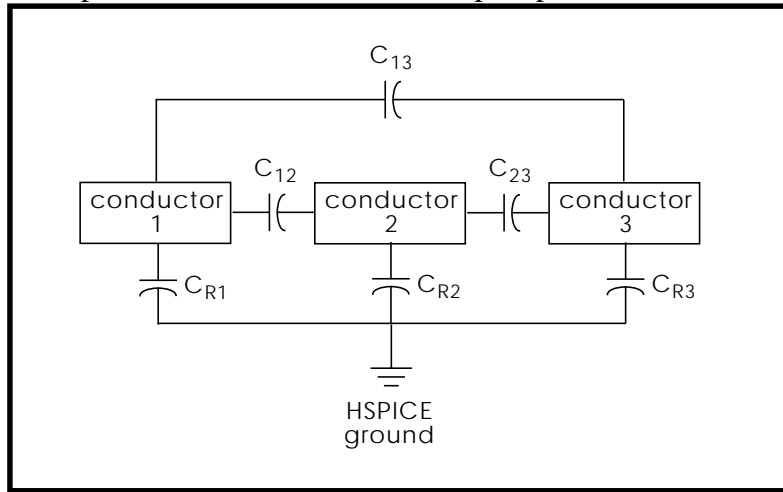 C13
C12
C23
conductor
1
conductor
2
conductor
3
CR1
CR2
CR3
HSPICE
ground